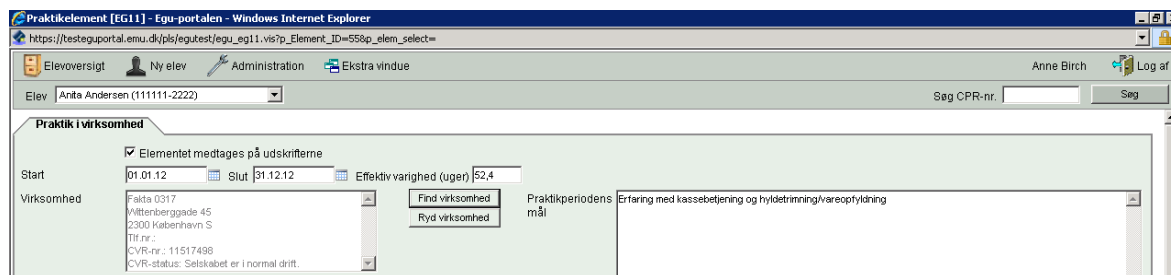 Praktikelement [EG11] - Egu-portalen - Windows Internet Explorer
https://testeguportal.emu.dk/pls/egutest/egu_eg11.vis?p_Element_ID=55&p_elem_select=
Elevoversigt Ny elev Administration Ekstra vindue Anne Birch Log af
Elev Anita Andersen (111111-2222) Søg CPR-nr. Søg
Praktik i virksomhed
Elementet medtages på udskrifterne
Start 01.01.12 Slut 31.12.12 Effektiv varighed (uger) 52,4
Virksomhed Fakta 0317 Find virksomhed Praktikperiodens Erfaring med kassebetjening og hyldetrimning/vareopfyldning
Wittenberggade 45 Ryd virksomhed mål
2300 København S
Tlf.nr.:
CVR-nr.: 11517498
CVR-status: Selskabet er i normal drift.